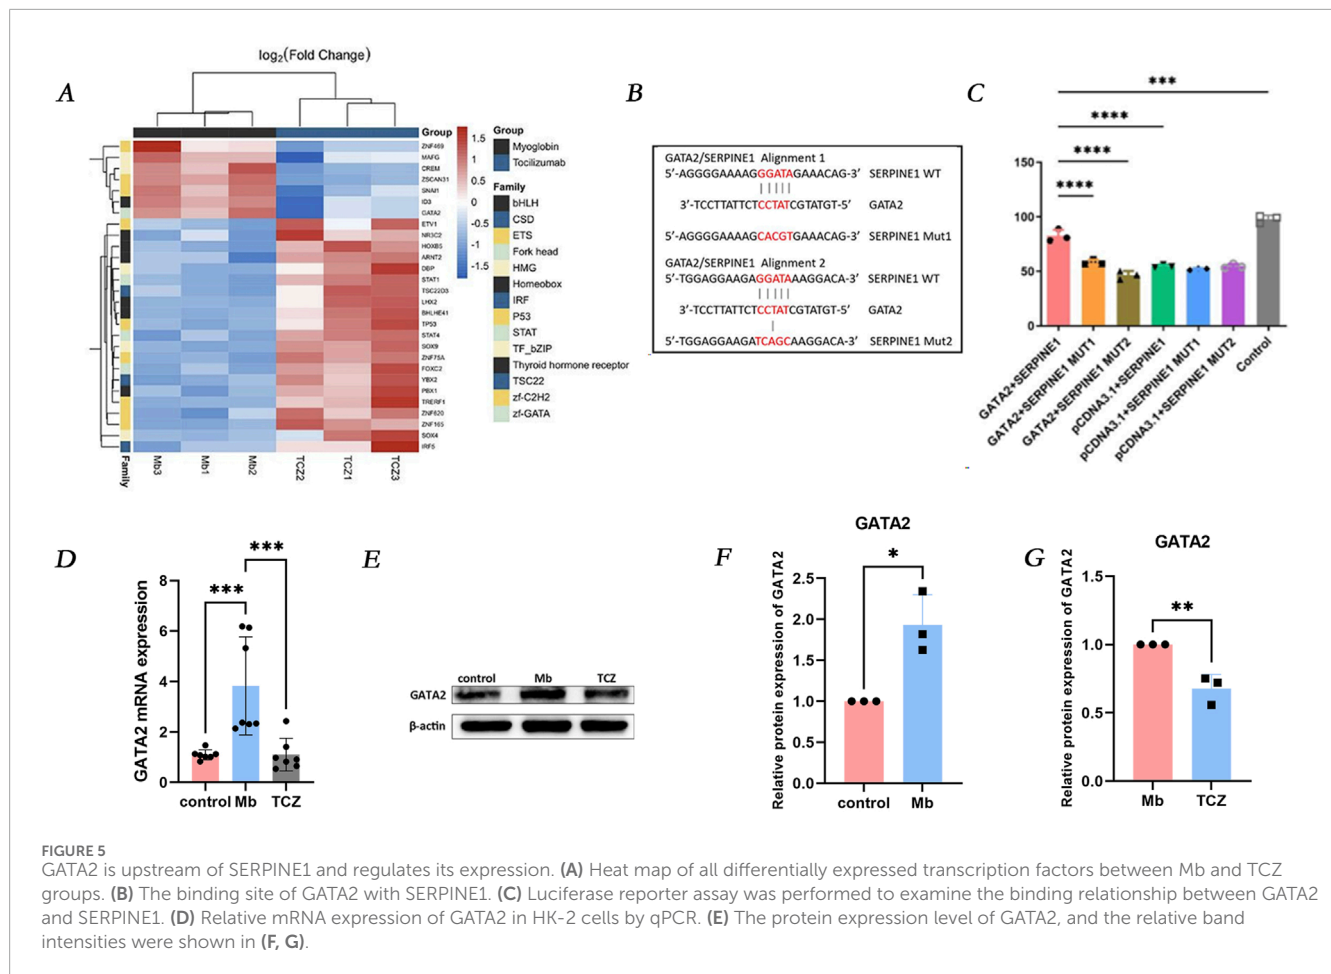 log₂(Fold Change)
A
Group
ZNF469
MAFG
CREM
ZSCAN31
SNAI1
ID3
GATA2
ETV1
NR3C2
HOXB5
ARNT2
DBP
STAT1
TSC22D3
LHX2
BHLHE41
TP53
STAT4
SOX9
ZNF75A
FOXC2
YBX2
PBX1
TRERF1
ZNF620
ZNF165
SOX4
IRF5
Family
Mb3
Mb1
Mb2
TCZ2
TCZ1
TCZ3
1.5
1
0.5
0
-0.5
-1
-1.5
Group
Myoglobin
Tocilizumab
Family
bHLH
CSD
ETS
Fork head
HMG
Homeobox
IRF
P53
STAT
TF_bZIP
Thyroid hormone receptor
TSC22
zf-C2H2
zf-GATA
B
GATA2/SERPINE1 Alignment 1
5'-AGGGGAAAAGGGATAGAAACAG-3' SERPINE1 WT
3'-TCCTTATTCTCCTATCGTATGT-5' GATA2
5'-AGGGGAAAAGCACGTGAAACAG-3' SERPINE1 Mut1
GATA2/SERPINE1 Alignment 2
5'-TGGAGGAAGAGGATAAAGGACA-3' SERPINE1 WT
3'-TCCTTATTCTCCTATCGTATGT-5' GATA2
5'-TGGAGGAAGATCAGCAAGGACA-3' SERPINE1 Mut2
C
***
****
****
****
150
100
50
0
GATA2+SERPINE1
GATA2+SERPINE1 MUT1
GATA2+SERPINE1 MUT2
pCDNA3.1+SERPINE1
pCDNA3.1+SERPINE1 MUT1
pCDNA3.1+SERPINE1 MUT2
Control
D
GATA2 mRNA expression
***
***
8
6
4
2
0
control Mb TCZ
E
control Mb TCZ
GATA2
β-actin
F
GATA2
Relative protein expression of GATA2
*
2.5
2.0
1.5
1.0
0.5
0.0
control Mb
G
GATA2
Relative protein expression of GATA2
**
1.5
1.0
0.5
0.0
Mb TCZ
FIGURE 5
GATA2 is upstream of SERPINE1 and regulates its expression. (A) Heat map of all differentially expressed transcription factors between Mb and TCZ
groups. (B) The binding site of GATA2 with SERPINE1. (C) Luciferase reporter assay was performed to examine the binding relationship between GATA2
and SERPINE1. (D) Relative mRNA expression of GATA2 in HK-2 cells by qPCR. (E) The protein expression level of GATA2, and the relative band
intensities were shown in (F, G).